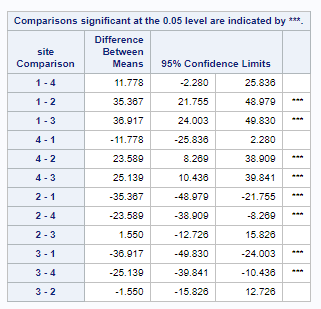 Comparisons significant at the 0.05 level are indicated by ***.
site Comparison Difference Between Means 95% Confidence Limits
1 - 4 11.778 -2.280 25.836
1 - 2 35.367 21.755 48.979 ***
1 - 3 36.917 24.003 49.830 ***
4 - 1 -11.778 -25.836 2.280
4 - 2 23.589 8.269 38.909 ***
4 - 3 25.139 10.436 39.841 ***
2 - 1 -35.367 -48.979 -21.755 ***
2 - 4 -23.589 -38.909 -8.269 ***
2 - 3 1.550 -12.726 15.826
3 - 1 -36.917 -49.830 -24.003 ***
3 - 4 -25.139 -39.841 -10.436 ***
3 - 2 -1.550 -15.826 12.726